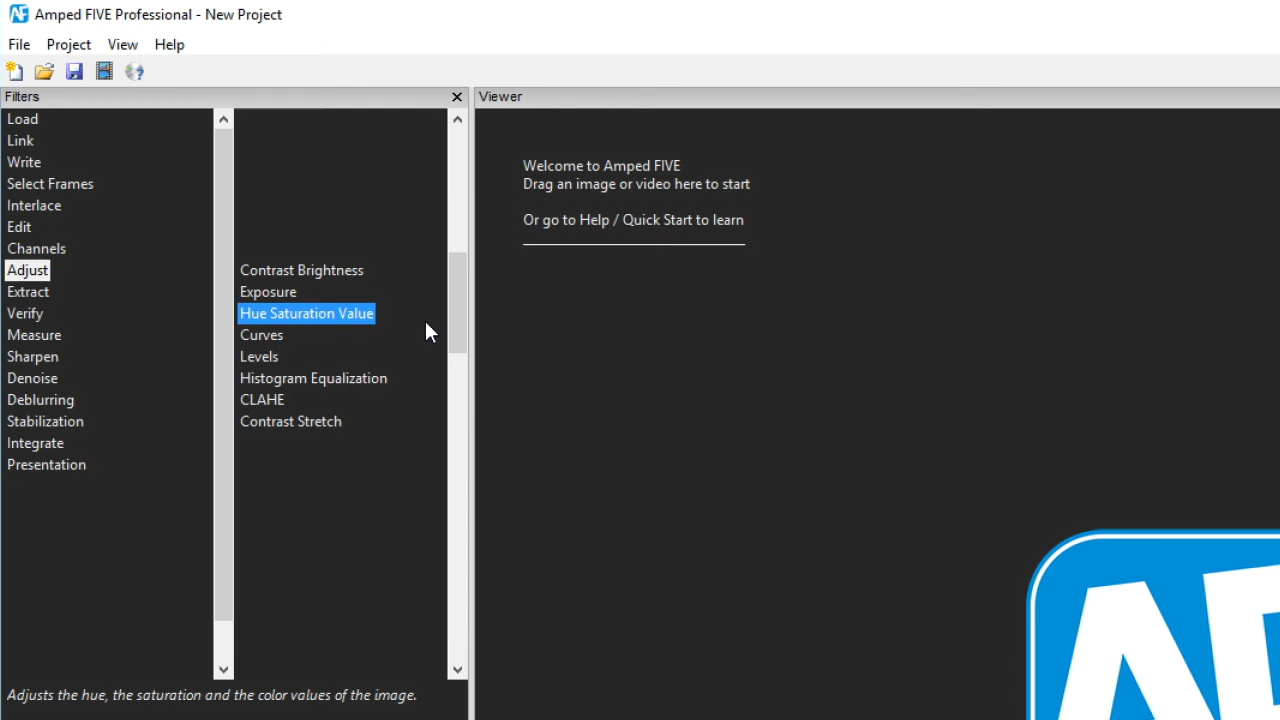 Amped FIVE Professional - New Project
File Project View Help
Filters
Load
Link
Write
Select Frames
Interlace
Edit
Channels
Adjust
Extract
Verify
Measure
Sharpen
Denoise
Deblurring
Stabilization
Integrate
Presentation
Contrast Brightness
Exposure
Hue Saturation Value
Curves
Levels
Histogram Equalization
CLAHE
Contrast Stretch
Adjusts the hue, the saturation and the color values of the image.
Viewer
Welcome to Amped FIVE
Drag an image or video here to start
Or go to Help / Quick Start to learn